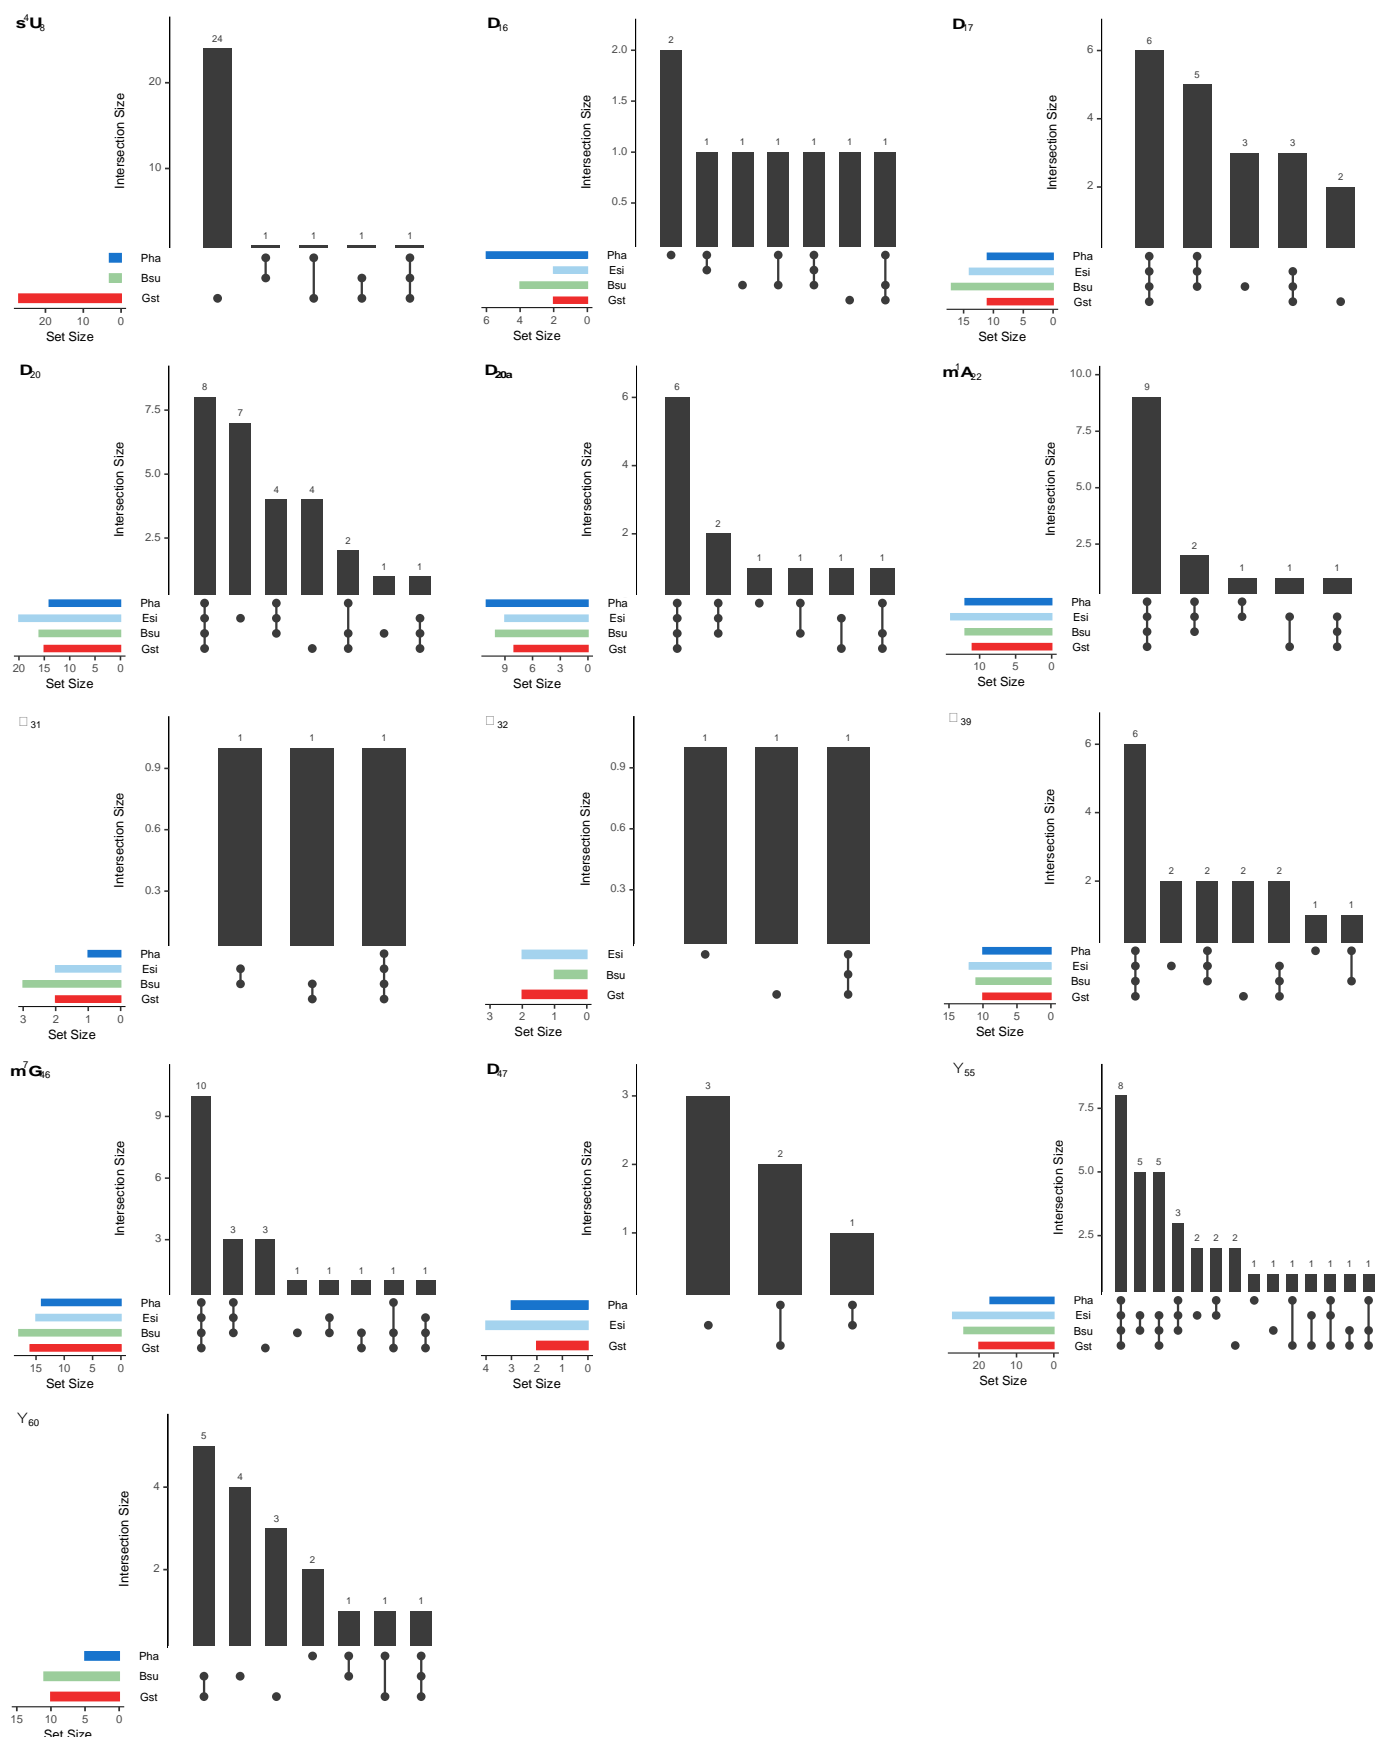 s4U8
Intersection Size
20
10
24
1
1
1
1
Pha
Bsu
Gst
20
10
0
Set Size
D16
Intersection Size
2.0
1.5
1.0
0.5
2
1
1
1
1
1
1
Pha
Esi
Bsu
Gst
6
4
2
0
Set Size
D17
Intersection Size
6
4
2
6
5
3
3
2
Pha
Esi
Bsu
Gst
15
10
5
0
Set Size
D20
Intersection Size
7.5
5.0
2.5
8
7
4
4
2
1
1
Pha
Esi
Bsu
Gst
20
15
10
5
0
Set Size
D20a
Intersection Size
6
4
2
6
2
1
1
1
1
Pha
Esi
Bsu
Gst
9
6
3
0
Set Size
m1A22
Intersection Size
10.0
7.5
5.0
2.5
9
2
1
1
1
Pha
Esi
Bsu
Gst
10
5
0
Set Size
□31
Intersection Size
0.9
0.6
0.3
1
1
1
Pha
Esi
Bsu
Gst
3
2
1
0
Set Size
□32
Intersection Size
0.9
0.6
0.3
1
1
1
Esi
Bsu
Gst
3
2
1
0
Set Size
□39
Intersection Size
6
4
2
6
2
2
2
2
1
1
Pha
Esi
Bsu
Gst
15
10
5
0
Set Size
m7G46
Intersection Size
9
6
3
10
3
3
1
1
1
1
1
Pha
Esi
Bsu
Gst
15
10
5
0
Set Size
D47
Intersection Size
3
2
1
3
2
1
Pha
Esi
Gst
4
3
2
1
0
Set Size
Y55
Intersection Size
7.5
5.0
2.5
8
5
5
3
2
2
2
1
1
1
1
1
1
1
Pha
Esi
Bsu
Gst
20
10
0
Set Size
Y60
Intersection Size
4
2
5
4
3
2
1
1
1
Pha
Bsu
Gst
15
10
5
0
Set Size